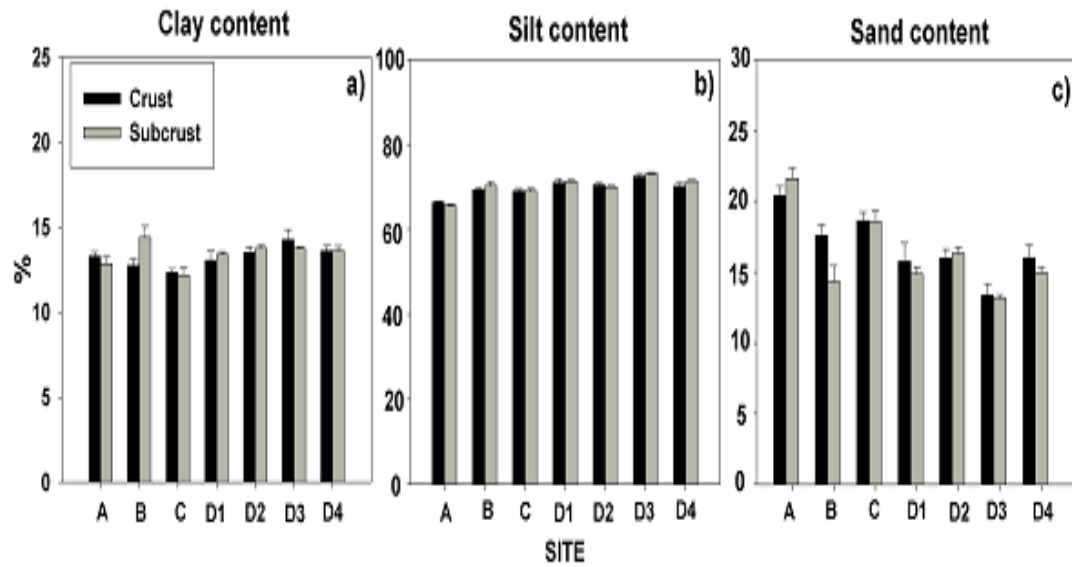 Clay content
Silt content
Sand content
25
20
15
10
5
0
%
a)
Crust
Subcrust
A B C D1 D2 D3 D4
100
80
60
40
20
0
b)
A B C D1 D2 D3 D4
30
25
20
15
10
5
0
c)
A B C D1 D2 D3 D4
SITE